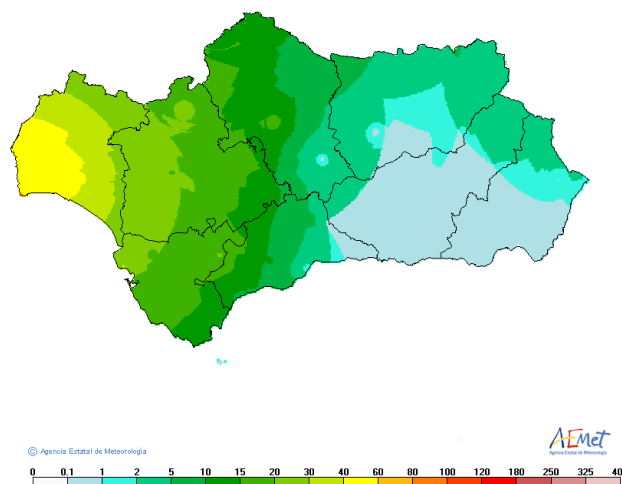 AEMet
Agencia Estatal de Meteorología
© Agencia Estatal de Meteorología
0 0.1 1 2 5 10 15 20 30 40 60 80 100 120 180 250 325 40